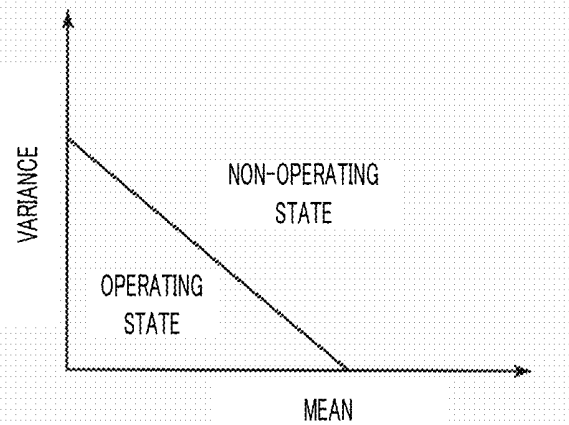 VARIANCE
NON-OPERATING
STATE
OPERATING
STATE
MEAN